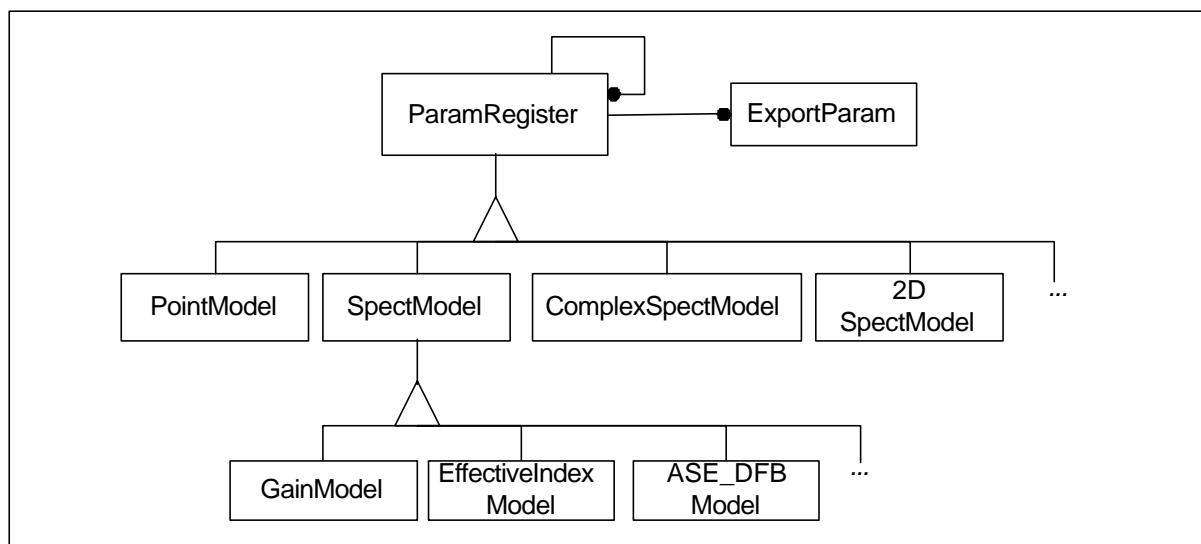 ParamRegister
ExportParam
PointModel
SpectModel
ComplexSpectModel
2D
SpectModel
...
GainModel
EffectiveIndex
Model
ASE_DFB
Model
...